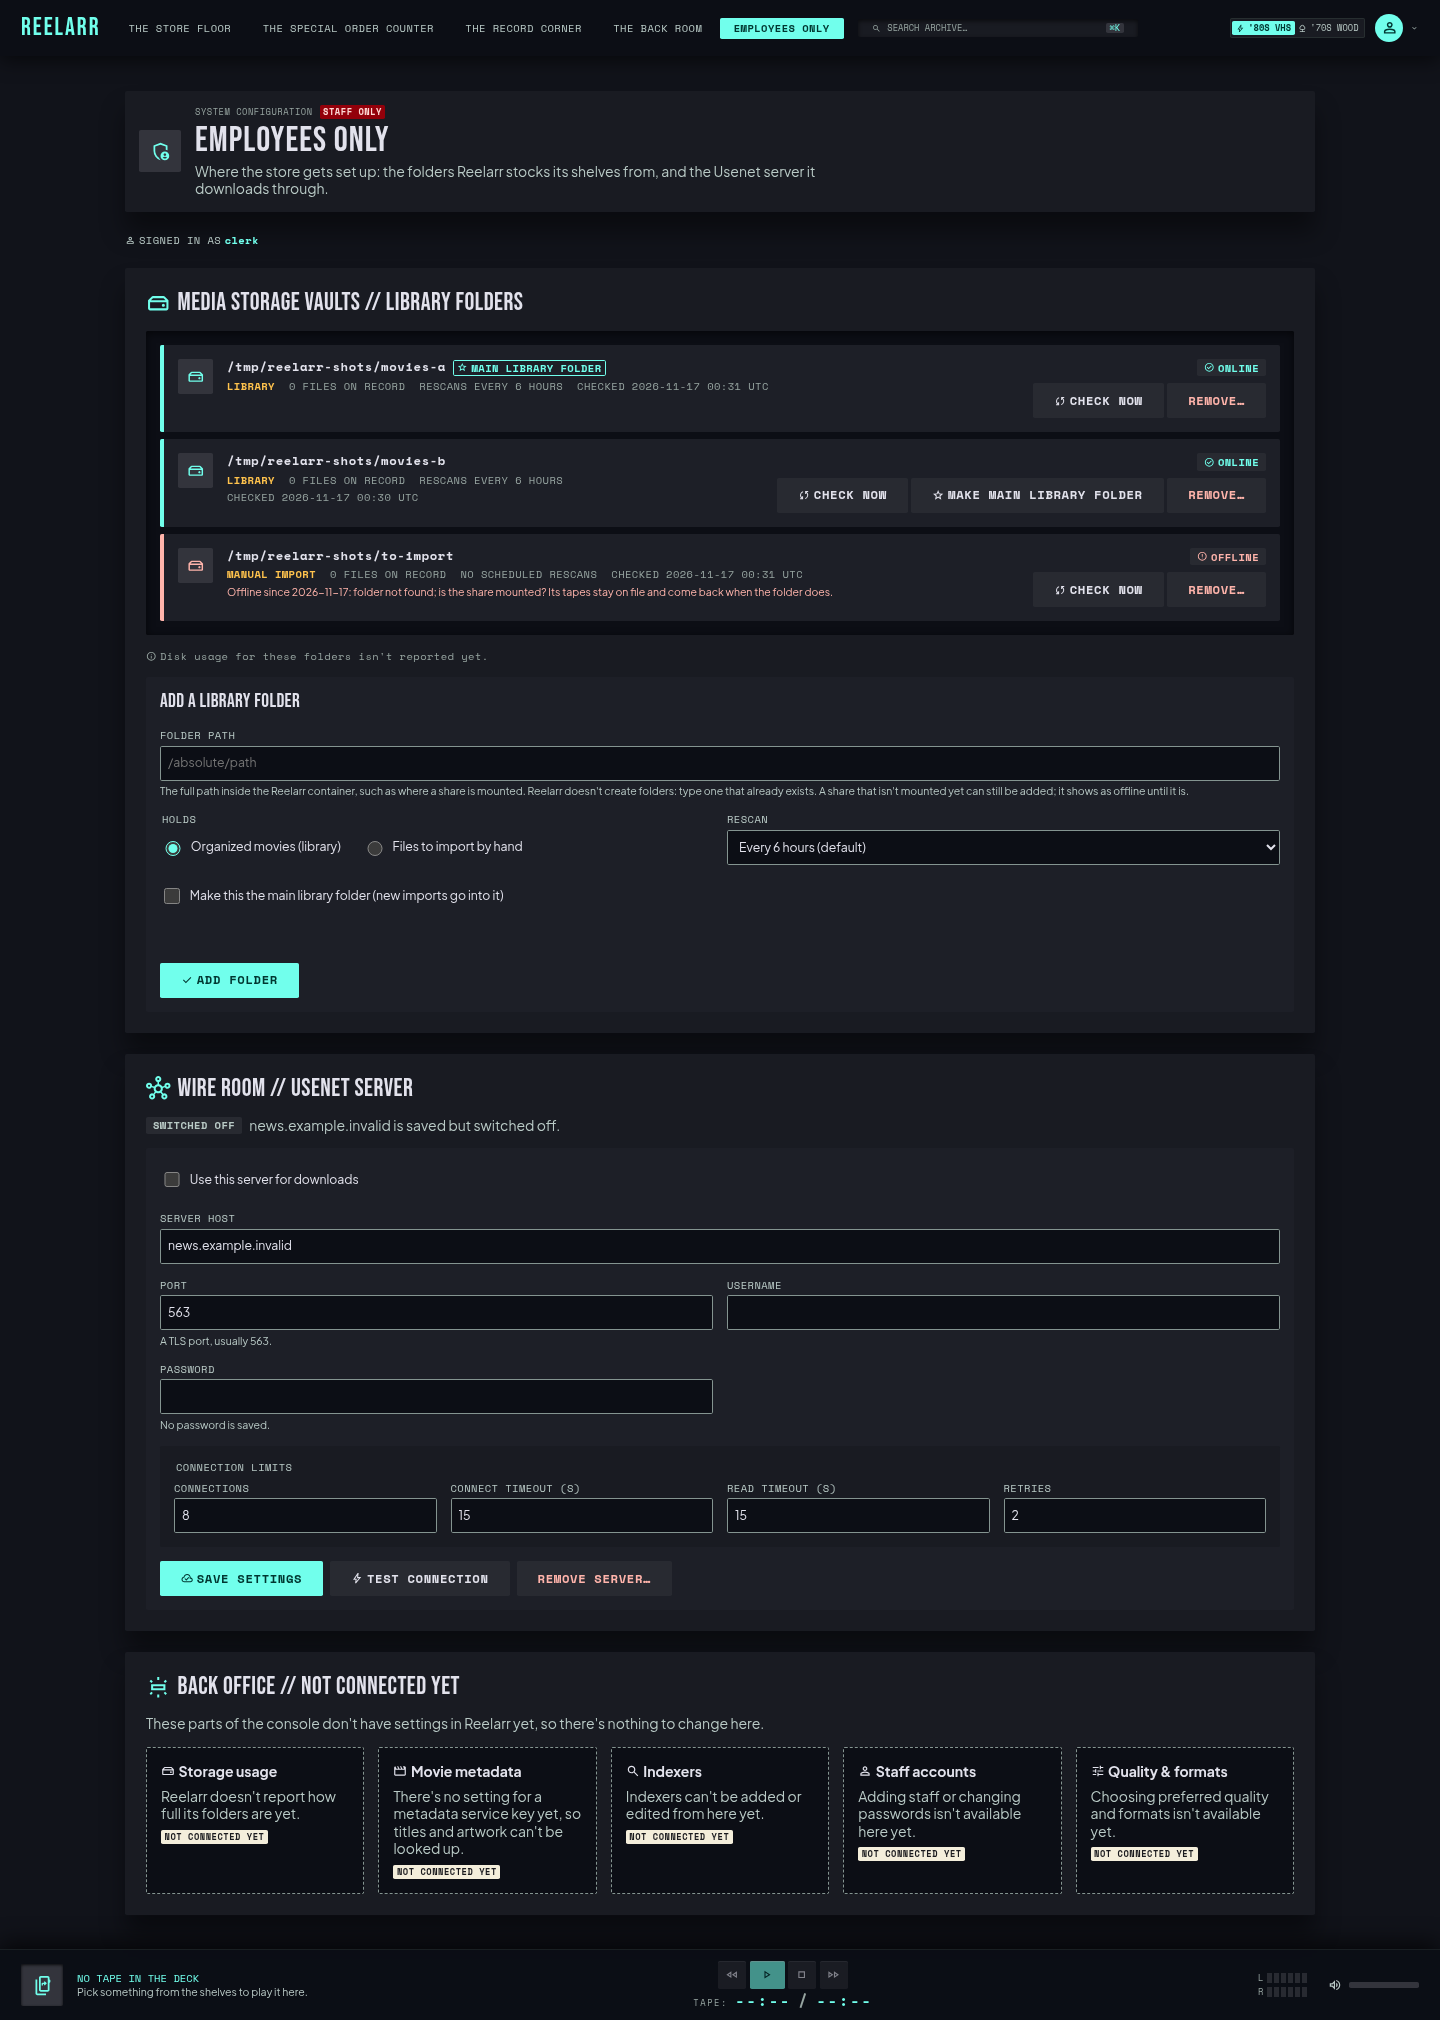 REELARR THE STORE FLOOR THE SPECIAL ORDER COUNTER THE RECORD CORNER THE BACK ROOM EMPLOYEES ONLY SEARCH ARCHIVE… ⌘K '80S VHS '70S WOOD
SYSTEM CONFIGURATION STAFF ONLY
EMPLOYEES ONLY
Where the store gets set up: the folders Reelarr stocks its shelves from, and the Usenet server it
downloads through.
SIGNED IN AS clerk
MEDIA STORAGE VAULTS // LIBRARY FOLDERS
/tmp/reelarr-shots/movies-a MAIN LIBRARY FOLDER ONLINE
LIBRARY 0 FILES ON RECORD RESCANS EVERY 6 HOURS CHECKED 2026-11-17 00:31 UTC
CHECK NOW REMOVE…
/tmp/reelarr-shots/movies-b ONLINE
LIBRARY 0 FILES ON RECORD RESCANS EVERY 6 HOURS
CHECKED 2026-11-17 00:30 UTC
CHECK NOW MAKE MAIN LIBRARY FOLDER REMOVE…
/tmp/reelarr-shots/to-import OFFLINE
MANUAL IMPORT 0 FILES ON RECORD NO SCHEDULED RESCANS CHECKED 2026-11-17 00:31 UTC
Offline since 2026-11-17: folder not found; is the share mounted? Its tapes stay on file and come back when the folder does.
CHECK NOW REMOVE…
Disk usage for these folders isn't reported yet.
ADD A LIBRARY FOLDER
FOLDER PATH
/absolute/path
The full path inside the Reelarr container, such as where a share is mounted. Reelarr doesn't create folders: type one that already exists. A share that isn't mounted yet can still be added; it shows as offline until it is.
HOLDS RESCAN
Organized movies (library) Files to import by hand Every 6 hours (default)
Make this the main library folder (new imports go into it)
ADD FOLDER
WIRE ROOM // USENET SERVER
SWITCHED OFF news.example.invalid is saved but switched off.
Use this server for downloads
SERVER HOST
news.example.invalid
PORT USERNAME
563
A TLS port, usually 563.
PASSWORD
No password is saved.
CONNECTION LIMITS
CONNECTIONS CONNECT TIMEOUT (S) READ TIMEOUT (S) RETRIES
8 15 15 2
SAVE SETTINGS TEST CONNECTION REMOVE SERVER…
BACK OFFICE // NOT CONNECTED YET
These parts of the console don't have settings in Reelarr yet, so there's nothing to change here.
Storage usage
Reelarr doesn't report how
full its folders are yet.
NOT CONNECTED YET
Movie metadata
There's no setting for a
metadata service key yet, so
titles and artwork can't be
looked up.
NOT CONNECTED YET
Indexers
Indexers can't be added or
edited from here yet.
NOT CONNECTED YET
Staff accounts
Adding staff or changing
passwords isn't available
here yet.
NOT CONNECTED YET
Quality & formats
Choosing preferred quality
and formats isn't available
yet.
NOT CONNECTED YET
NO TAPE IN THE DECK
Pick something from the shelves to play it here.
TAPE: --:-- / --:--
L
R